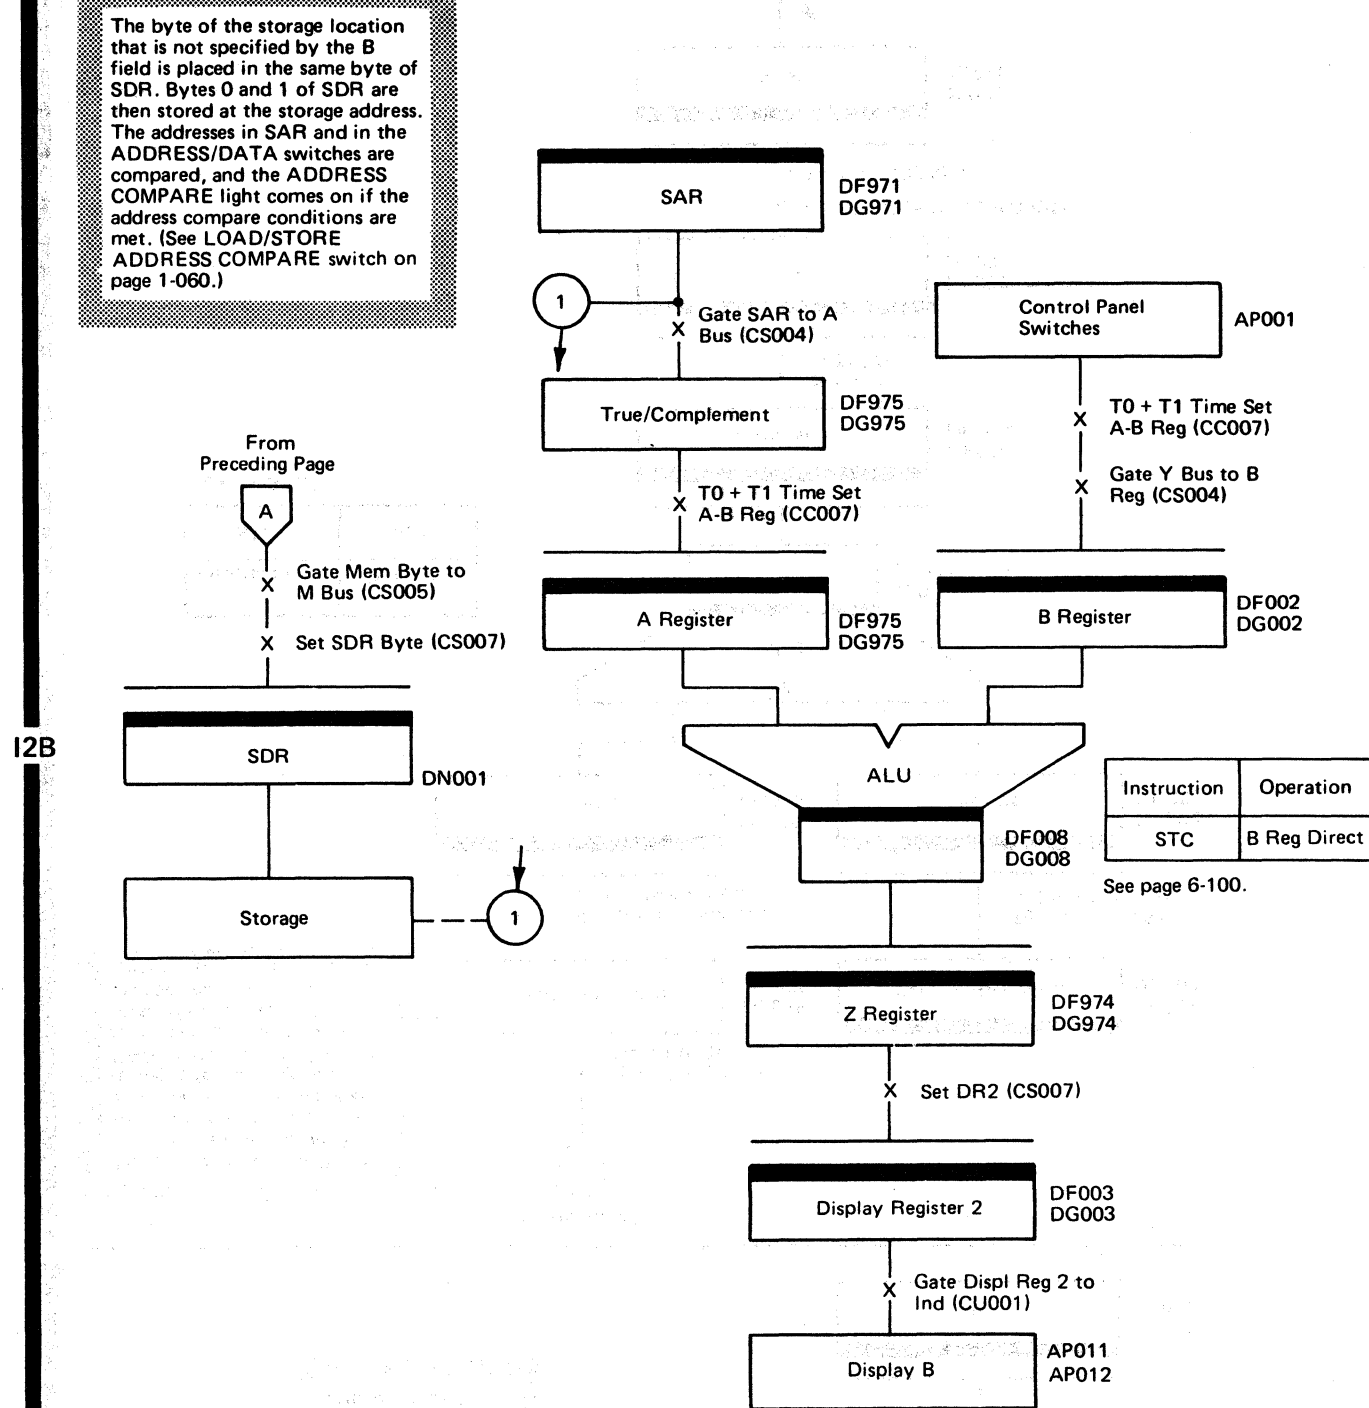 The byte of the storage location
that is not specified by the B
field is placed in the same byte of
SDR. Bytes 0 and 1 of SDR are
then stored at the storage address.
The addresses in SAR and in the
ADDRESS/DATA switches are
compared, and the ADDRESS
COMPARE light comes on if the
address compare conditions are
met. (See LOAD/STORE
ADDRESS COMPARE switch on
page 1-060.)
SAR
DF971
DG971
1
Gate SAR to A
Bus (CS004)
Control Panel
Switches
AP001
True/Complement
DF975
DG975
T0 + T1 Time Set
A-B Reg (CC007)
From
Preceding Page
A
Gate Y Bus to B
Reg (CS004)
T0 + T1 Time Set
A-B Reg (CC007)
Gate Mem Byte to
M Bus (CS005)
Set SDR Byte (CS007)
A Register
DF975
DG975
B Register
DF002
DG002
I2B
SDR
DN001
ALU
DF008
DG008
Instruction
Operation
STC
B Reg Direct
See page 6-100.
Storage
1
Z Register
DF974
DG974
Set DR2 (CS007)
Display Register 2
DF003
DG003
Gate Displ Reg 2 to
Ind (CU001)
Display B
AP011
AP012